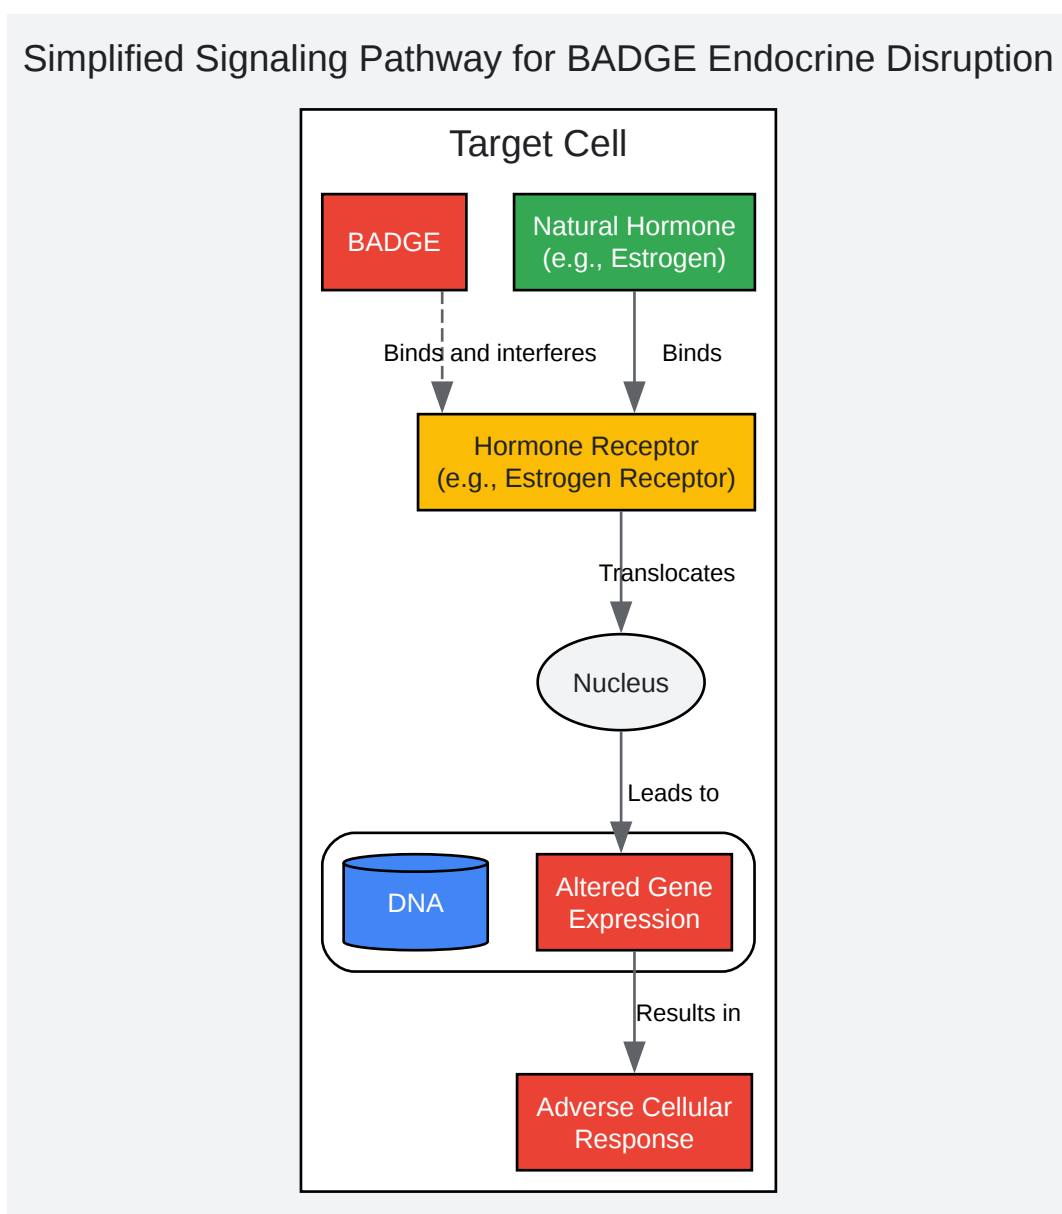 Simplified Signaling Pathway for BADGE Endocrine Disruption
Target Cell
BADGE
Natural Hormone
(e.g., Estrogen)
Binds and interferes
Binds
Hormone Receptor
(e.g., Estrogen Receptor)
Translocates
Nucleus
Leads to
DNA
Altered Gene
Expression
Results in
Adverse Cellular
Response